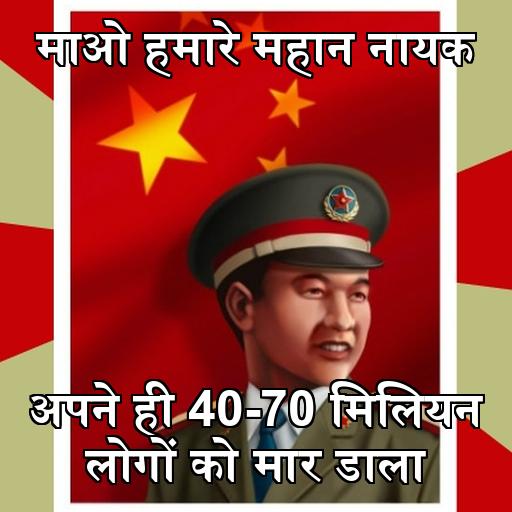 माओ हमारे महान नायक
अपने ही 40-70 मिलियन
लोगों को मार डाला